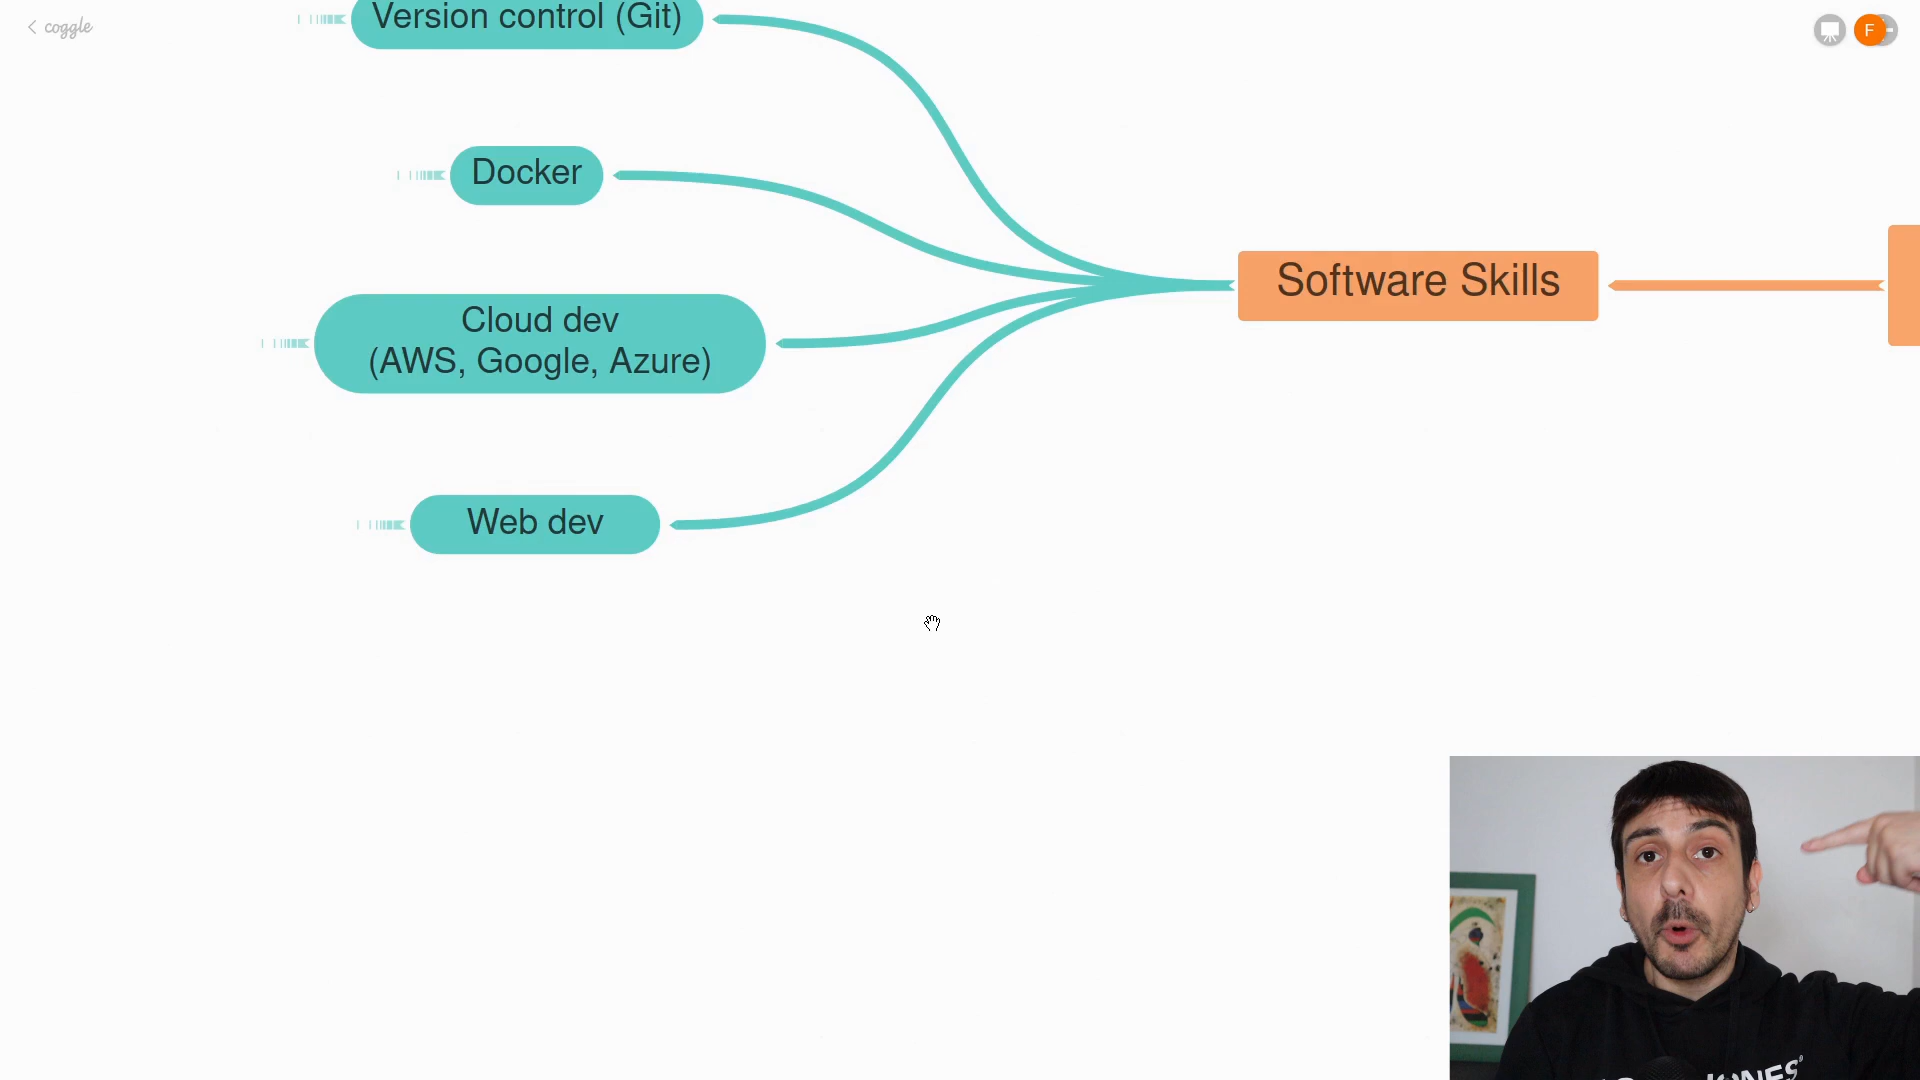 coggle
F
Version control (Git)
Docker
Software Skills
Cloud dev
(AWS, Google, Azure)
Web dev